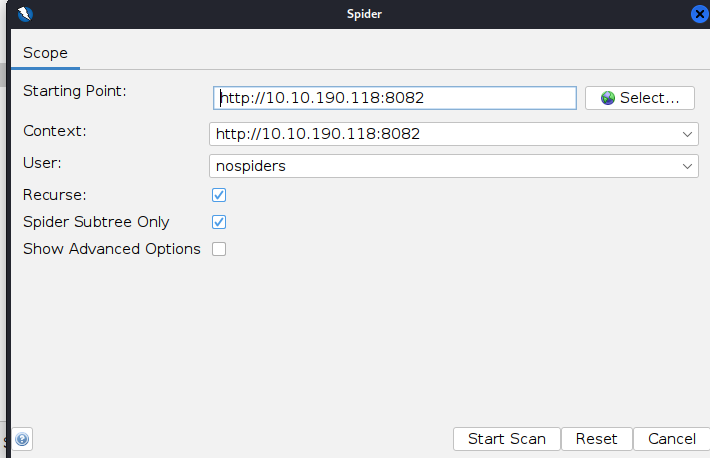 Spider
Scope
Starting Point: http://10.10.190.118:8082 Select...
Context: http://10.10.190.118:8082
User: nospiders
Recurse:
Spider Subtree Only
Show Advanced Options
? Start Scan Reset Cancel